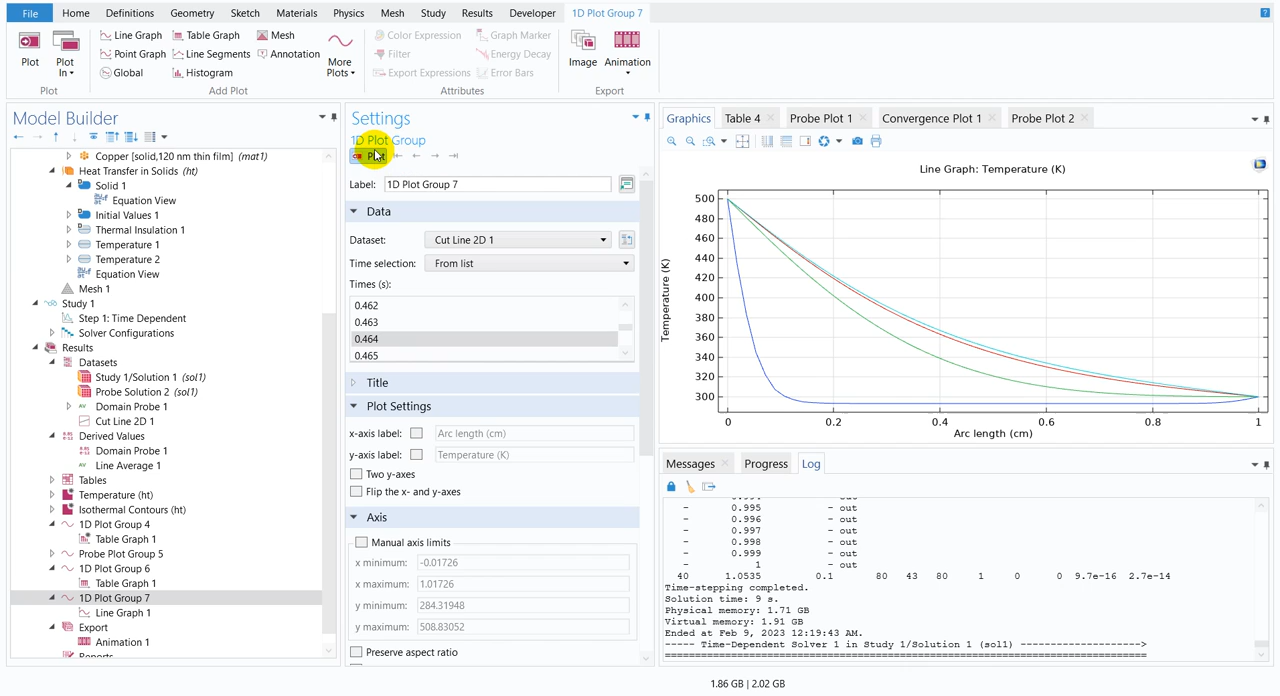 File Home Definitions Geometry Sketch Materials Physics Mesh Study Results Developer 1D Plot Group 7
Plot
Plot In
Line Graph Table Graph Mesh
Point Graph Line Segments Annotation
Global Histogram
More Plots
Color Expression Graph Marker
Filter Energy Decay
Export Expressions Error Bars
Image Animation
Plot Add Plot Attributes Export
Model Builder
Copper [solid,120 nm thin film] (mat1)
Heat Transfer in Solids (ht)
Solid 1
Equation View
Initial Values 1
Thermal Insulation 1
Temperature 1
Temperature 2
Equation View
Mesh 1
Study 1
Step 1: Time Dependent
Solver Configurations
Results
Datasets
Study 1/Solution 1 (sol1)
Probe Solution 2 (sol1)
Domain Probe 1
Cut Line 2D 1
Derived Values
Domain Probe 1
Line Average 1
Tables
Temperature (ht)
Isothermal Contours (ht)
1D Plot Group 4
Table Graph 1
Probe Plot Group 5
1D Plot Group 6
Table Graph 1
1D Plot Group 7
Line Graph 1
Export
Animation 1
Reports
Settings
1D Plot Group
Plot
Label: 1D Plot Group 7
Data
Dataset: Cut Line 2D 1
Time selection: From list
Times (s):
0.462
0.463
0.464
0.465
Title
Plot Settings
x-axis label: Arc length (cm)
y-axis label: Temperature (K)
Two y-axes
Flip the x- and y-axes
Axis
Manual axis limits
x minimum: -0.01726
x maximum: 1.01726
y minimum: 284.31948
y maximum: 508.83052
Preserve aspect ratio
Graphics Table 4 Probe Plot 1 Convergence Plot 1 Probe Plot 2
Line Graph: Temperature (K)
Temperature (K)
500
480
460
440
420
400
380
360
340
320
300
0 0.2 0.4 0.6 0.8 1
Arc length (cm)
Messages Progress Log
- 0.995 - out
- 0.996 - out
- 0.997 - out
- 0.998 - out
- 0.999 - out
- 1 - out
40 1.0535 0.1 80 43 80 1 0 0 9.7e-16 2.7e-14
Time-stepping completed.
Solution time: 9 s.
Physical memory: 1.71 GB
Virtual memory: 1.91 GB
Ended at Feb 9, 2023 12:19:43 AM.
----- Time-Dependent Solver 1 in Study 1/Solution 1 (sol1) --------------------->
1.86 GB | 2.02 GB